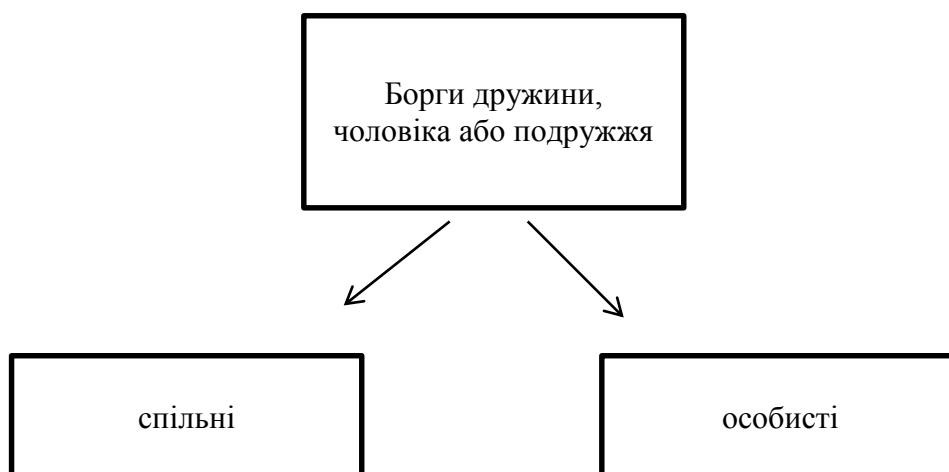 Борги дружини,
чоловіка або подружжя
спільні
особисті